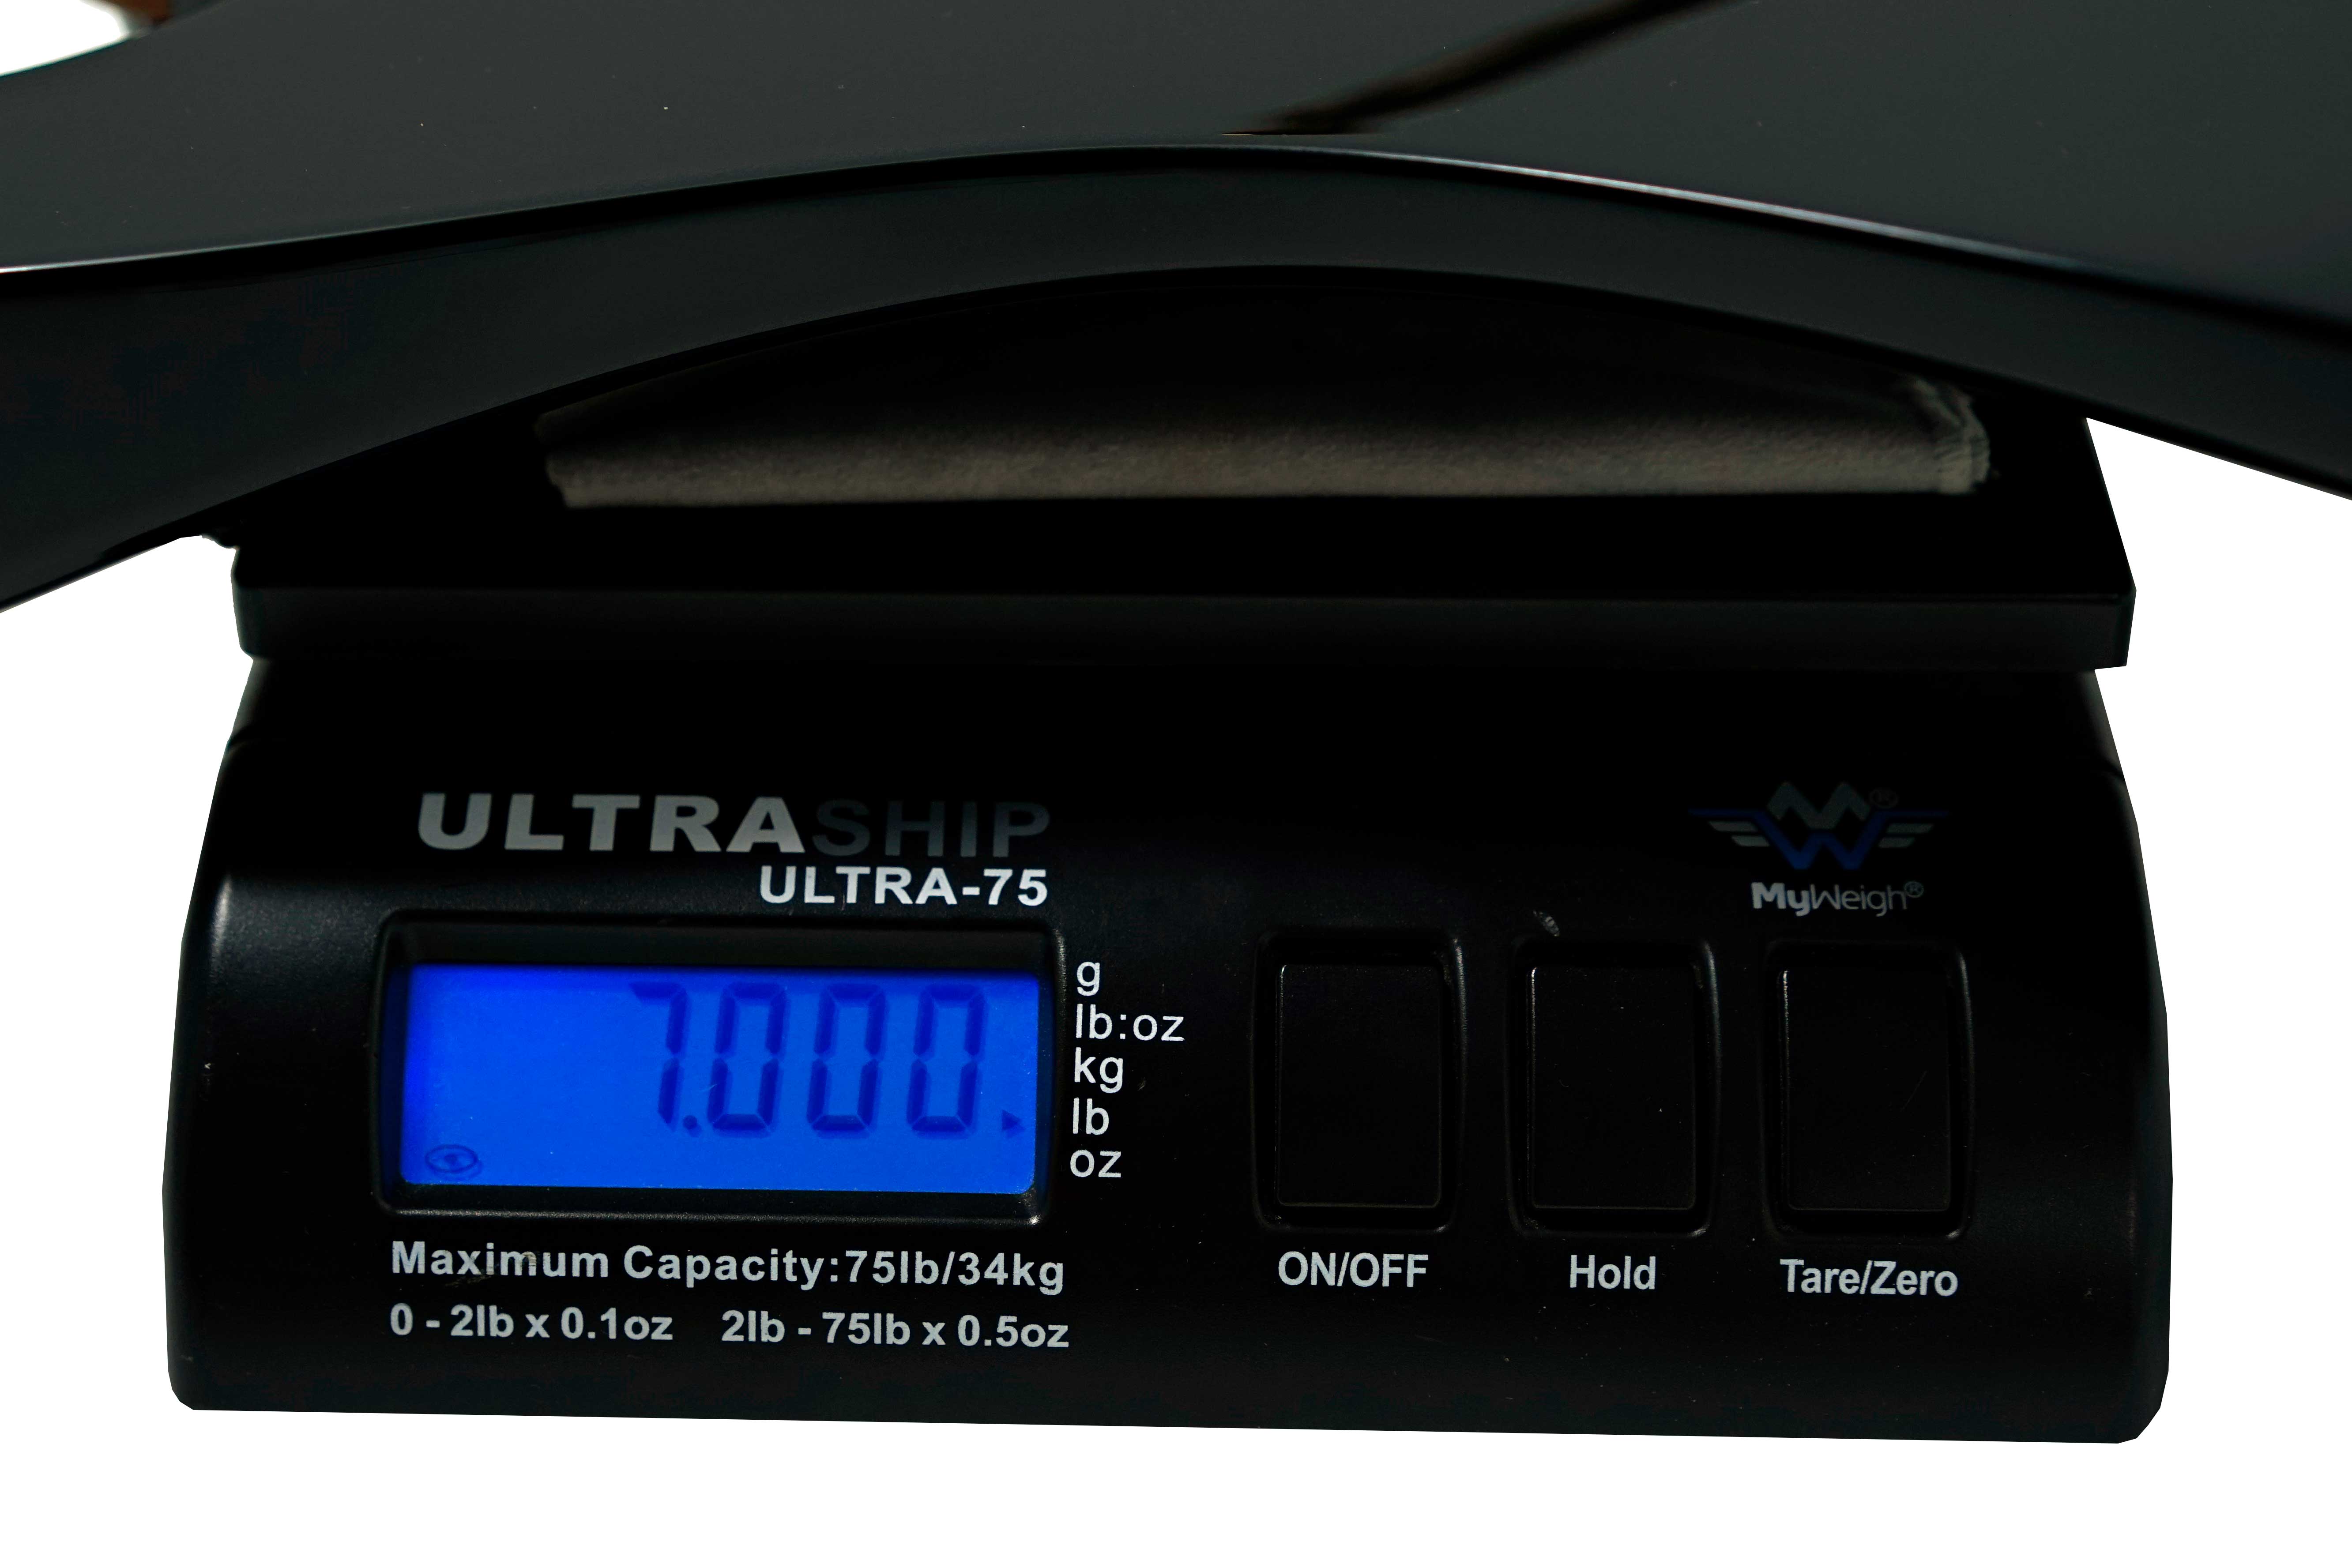 ULTRASHIP
ULTRA-75
MW®
MyWeigh®
7.000
g
lb:oz
kg
lb
oz
Maximum Capacity:75lb/34kg
0 - 2lb x 0.1oz 2lb - 75lb x 0.5oz
ON/OFF
Hold
Tare/Zero